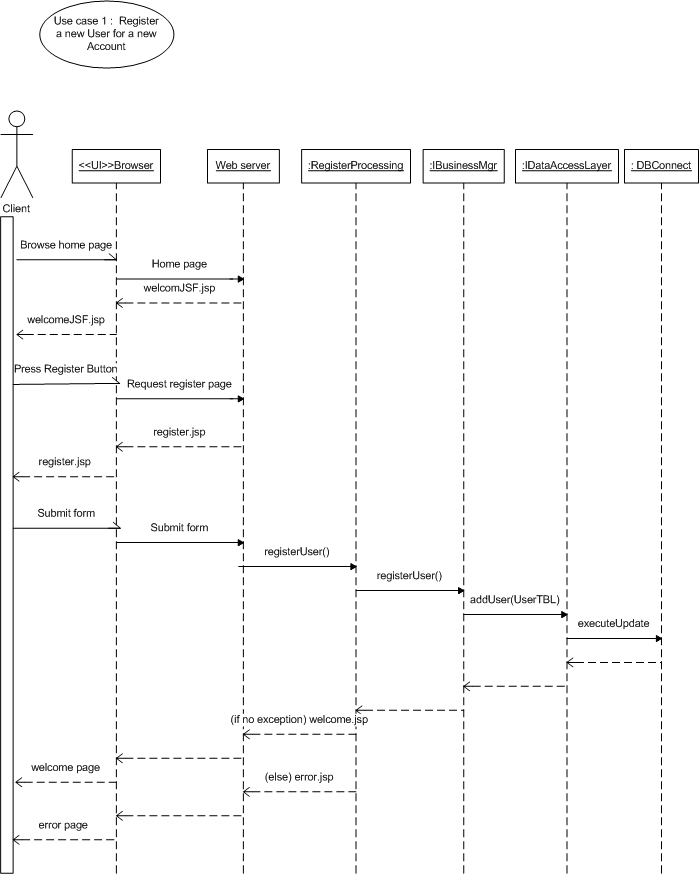 Use case 1 :  Register
a new User for a new
Account
Client
<<UI>>Browser
Web server
:RegisterProcessing
:IBusinessMgr
:IDataAccessLayer
: DBConnect
Browse home page
Home page
welcomJSF.jsp
welcomeJSF.jsp
Press Register Button
Request register page
register.jsp
register.jsp
Submit form
Submit form
registerUser()
registerUser()
addUser(UserTBL)
executeUpdate
(if no exception) welcome.jsp
welcome page
(else) error.jsp
error page